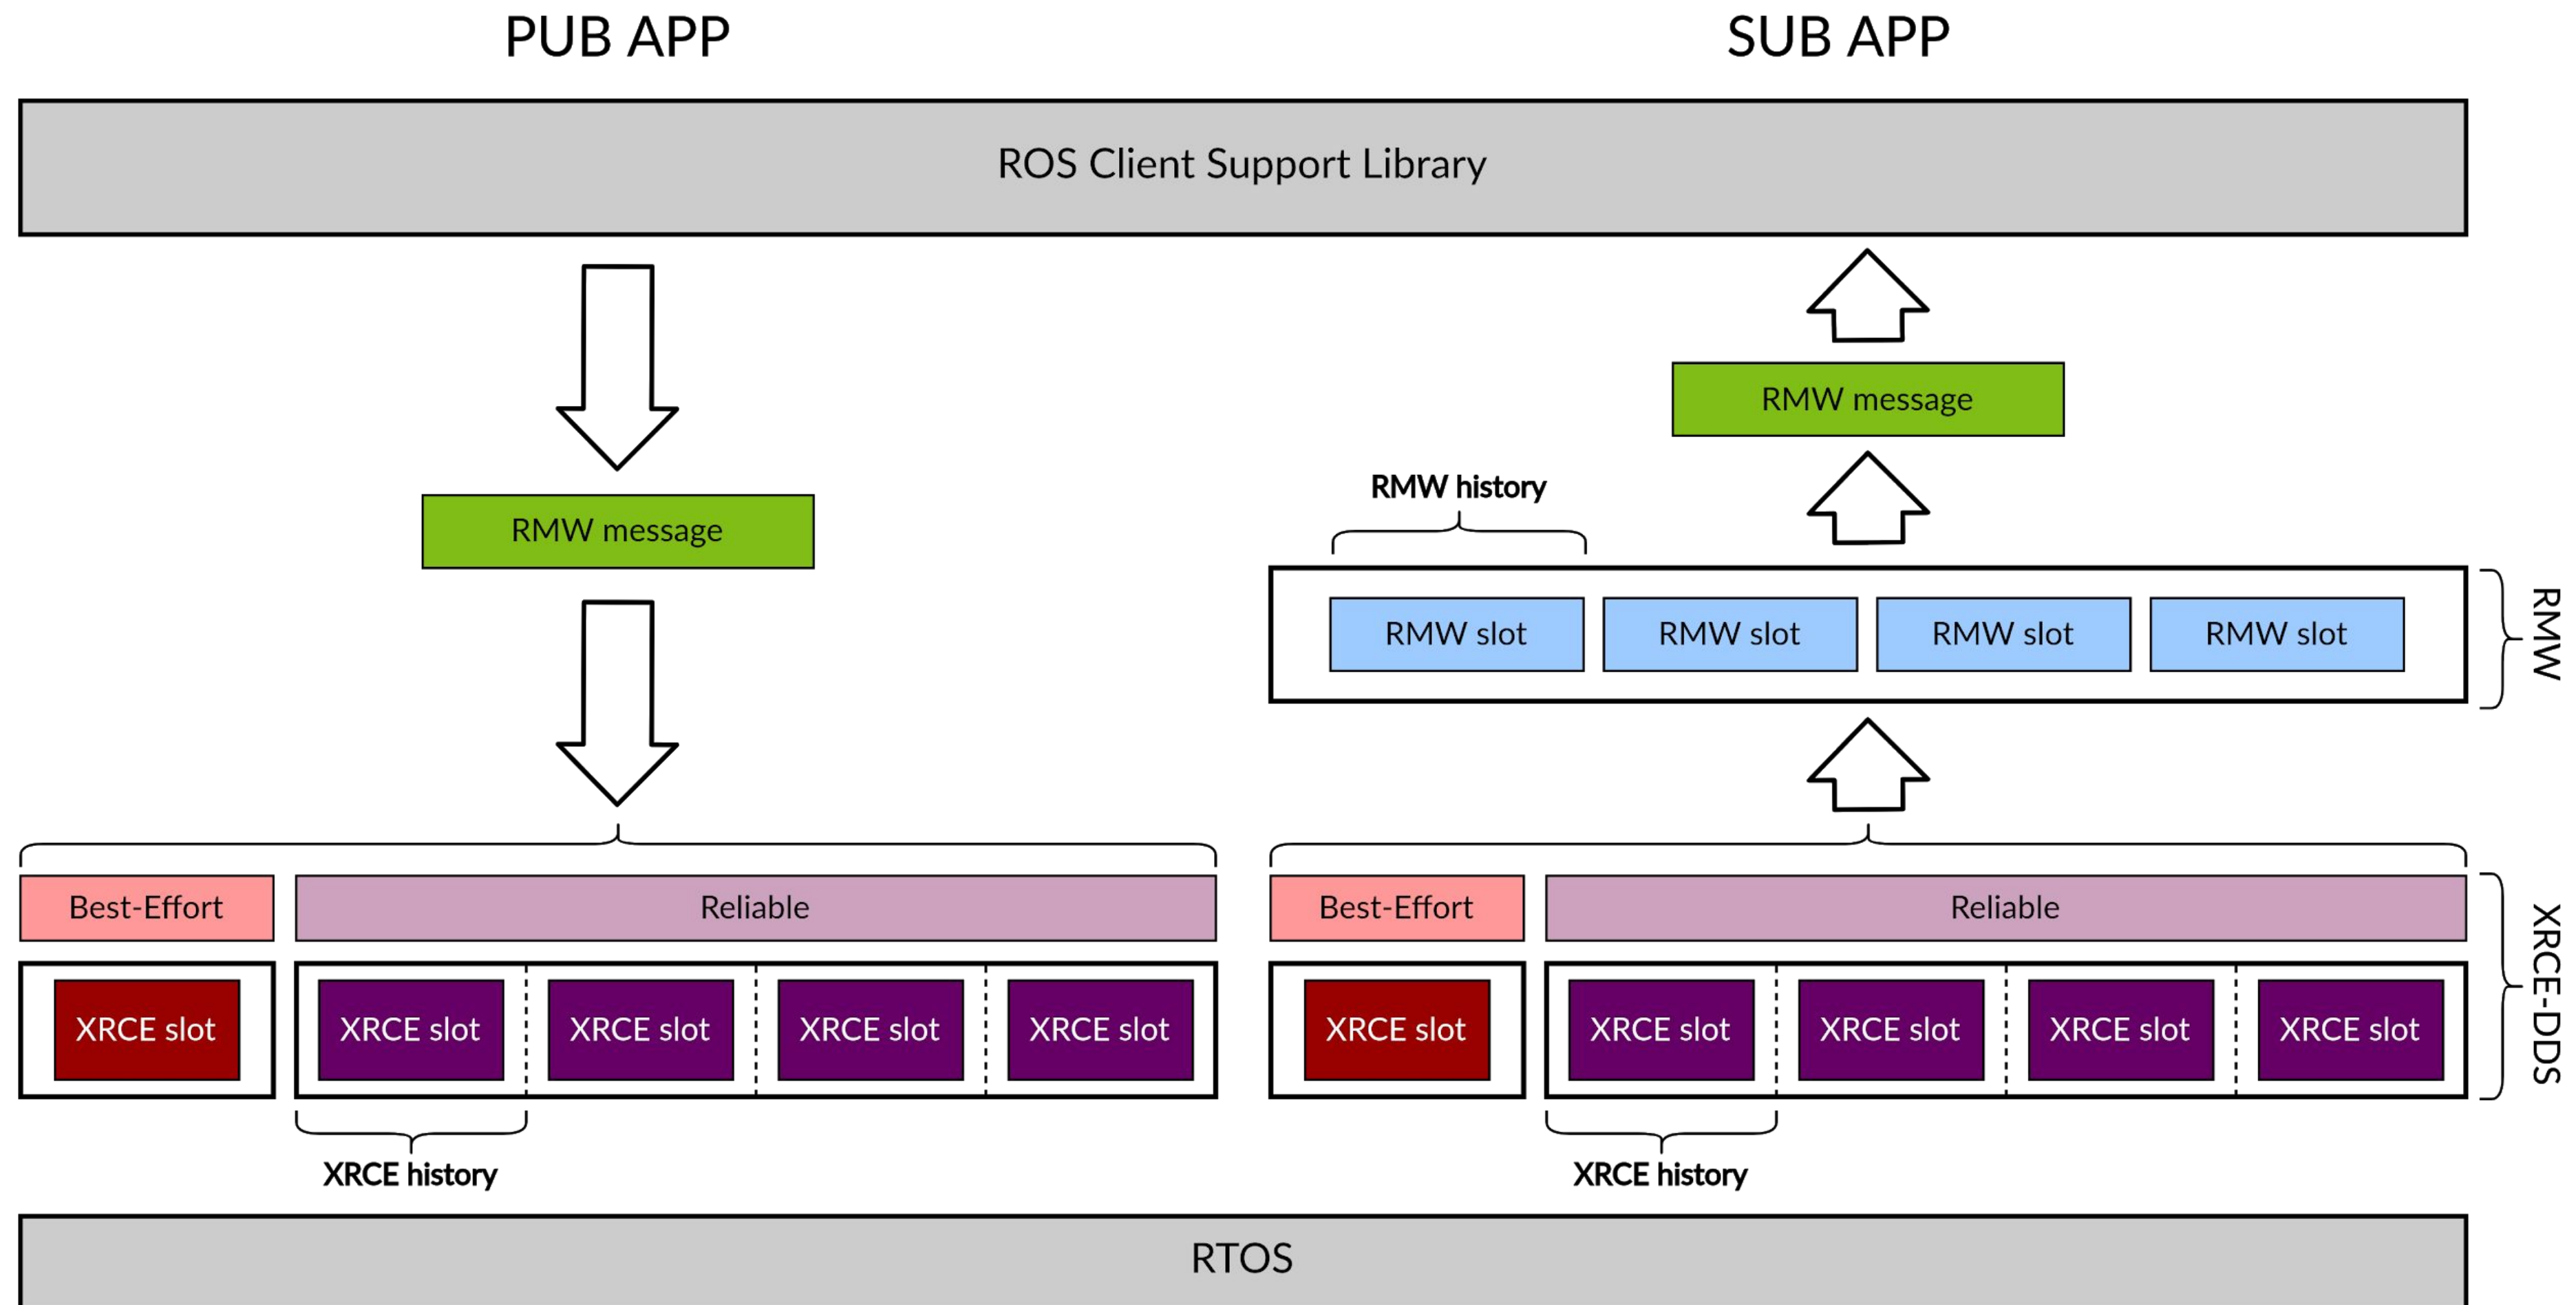 PUB APP
SUB APP
ROS Client Support Library
RMW message
RMW history
RMW message
RMW slot
RMW slot
RMW slot
RMW slot
RMW
Best-Effort
Reliable
Best-Effort
Reliable
XRCE slot
XRCE slot
XRCE slot
XRCE slot
XRCE slot
XRCE slot
XRCE slot
XRCE slot
XRCE slot
XRCE slot
XRCE-DDS
XRCE history
XRCE history
RTOS